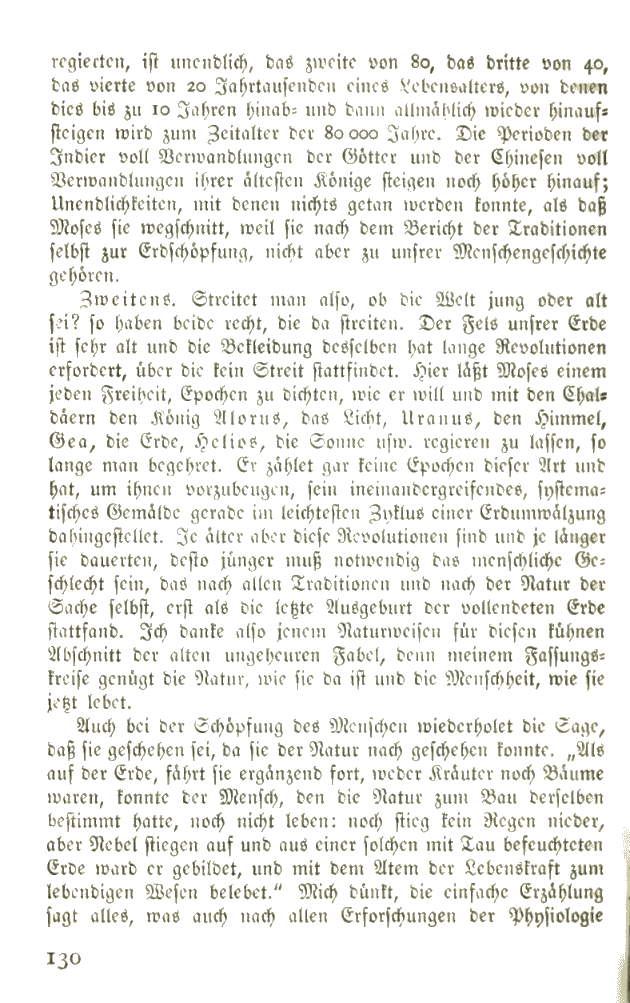 regierten, ist unendlich, das zweite von 80, das dritte von 40,
das vierte von 20 Jahrtausenden eines Lebensalters, von denen
dies bis zu 10 Jahren hinab- und dann allmählich wieder hinauf-
steigen wird zum Zeitalter der 80 000 Jahre. Die Perioden der
Indier voll Verwandlungen der Götter und der Chinesen voll
Verwandlungen ihrer ältesten Könige steigen noch höher hinauf;
Unendlichkeiten, mit denen nichts getan werden konnte, als daß
Moses sie wegschnitt, weil sie nach dem Bericht der Traditionen
selbst zur Erdschöpfung, nicht aber zu unsrer Menschengeschichte
gehören.
Zweitens. Streitet man also, ob die Welt jung oder alt
sei? so haben beide recht, die da streiten. Der Fels unsrer Erde
ist sehr alt und die Bekleidung desselben hat lange Revolutionen
erfordert, über die kein Streit stattfindet. Hier läßt Moses einem
jeden Freiheit, Epochen zu dichten, wie er will und mit den Chal-
däern den König Alorus, das Licht, Uranus, den Himmel,
Gea, die Erde, Helios, die Sonne usw. regieren zu lassen, so
lange man begehret. Er zählet gar keine Epochen dieser Art und
hat, um ihnen vorzubeugen, sein ineinandergreifendes, systema-
tisches Gemälde gerade im leichtesten Zyklus einer Erdumwälzung
dahingestellet. Je älter aber diese Revolutionen sind und je länger
sie dauerten, desto jünger muß notwendig das menschliche Ge-
schlecht sein, das nach allen Traditionen und nach der Natur der
Sache selbst, erst als die letzte Ausgeburt der vollendeten Erde
stattfand. Ich danke also jenem Naturweisen für diesen kühnen
Abschnitt der alten ungeheuren Fabel, denn meinem Fassungs-
kreise genügt die Natur, wie sie da ist und die Menschheit, wie sie
jetzt lebet.
Auch bei der Schöpfung des Menschen wiederholet die Sage,
daß sie geschehen sei, da sie der Natur nach geschehen konnte. „Als
auf der Erde, fährt sie ergänzend fort, weder Kräuter noch Bäume
waren, konnte der Mensch, den die Natur zum Bau derselben
bestimmt hatte, noch nicht leben: noch stieg kein Regen nieder,
aber Nebel stiegen auf und aus einer solchen mit Tau befeuchteten
Erde ward er gebildet, und mit dem Atem der Lebenskraft zum
lebendigen Wesen belebet.“ Mich dünkt, die einfache Erzählung
sagt alles, was auch nach allen Erforschungen der Physiologie
130